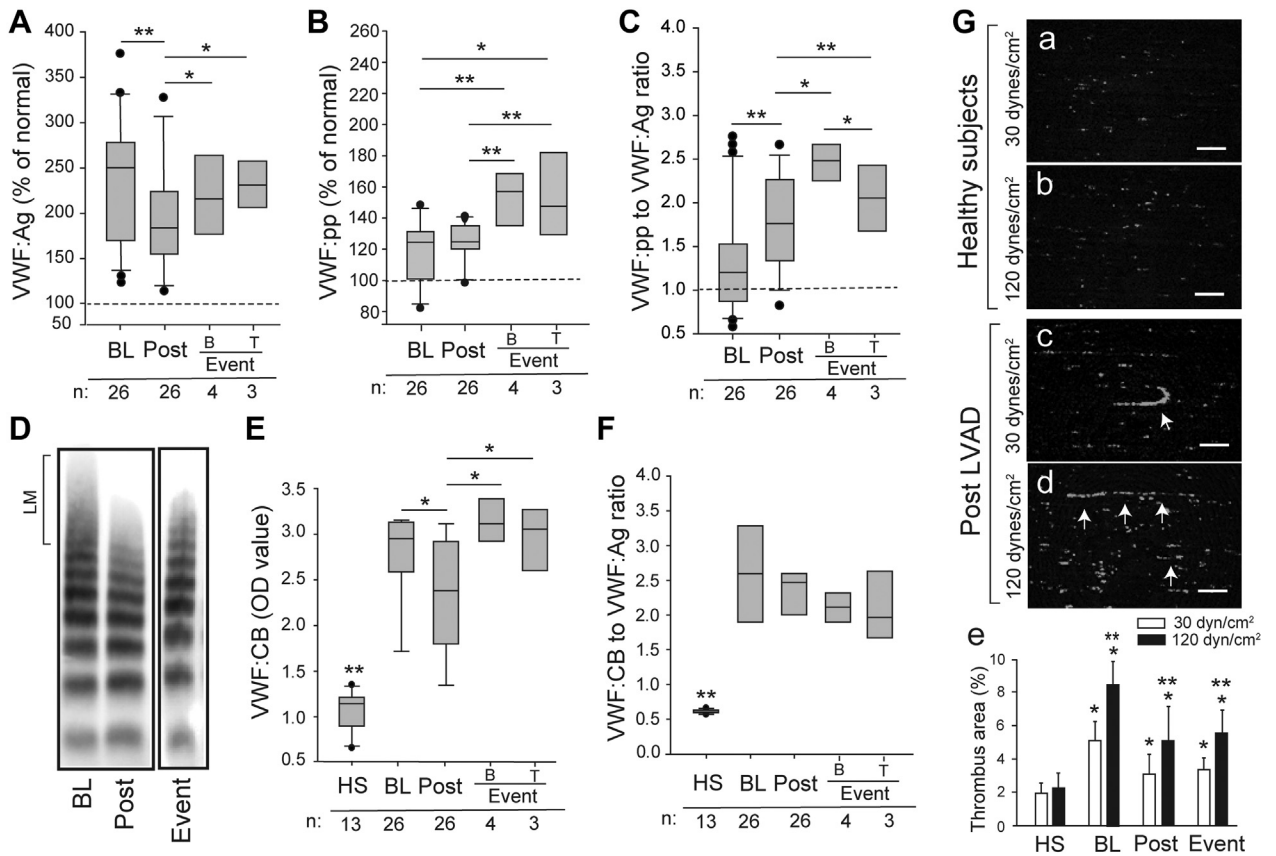 A
VWF:Ag (% of normal)
400
350
300
250
200
150
100
50
**
*
*
BL Post B T
Event
n: 26 26 4 3
B
VWF:pp (% of normal)
260
240
220
200
180
160
140
120
100
80
*
**
**
**
BL Post B T
Event
26 26 4 3
C
VWF:pp to VWF:Ag ratio
4.0
3.5
3.0
2.5
2.0
1.5
1.0
0.5
**
*
**
*
BL Post B T
Event
n: 26 26 4 3
D
LM
BL
Post
Event
E
VWF:CB (OD value)
3.5
3.0
2.5
2.0
1.5
1.0
0.5
*
*
*
**
HS BL Post B T
Event
n: 13 26 26 4 3
F
VWF:CB to VWF:Ag ratio
4.0
3.5
3.0
2.5
2.0
1.5
1.0
0.5
0.0
**
HS BL Post B T
Event
13 26 26 4 3
G
Healthy subjects
30 dynes/cm²
a
120 dynes/cm²
b
Post LVAD
30 dynes/cm²
c
120 dynes/cm²
d
e
30 dyn/cm²
120 dyn/cm²
Thrombus area (%)
10
8
6
4
2
0
*
**
*
*
**
*
*
**
*
HS BL Post Event